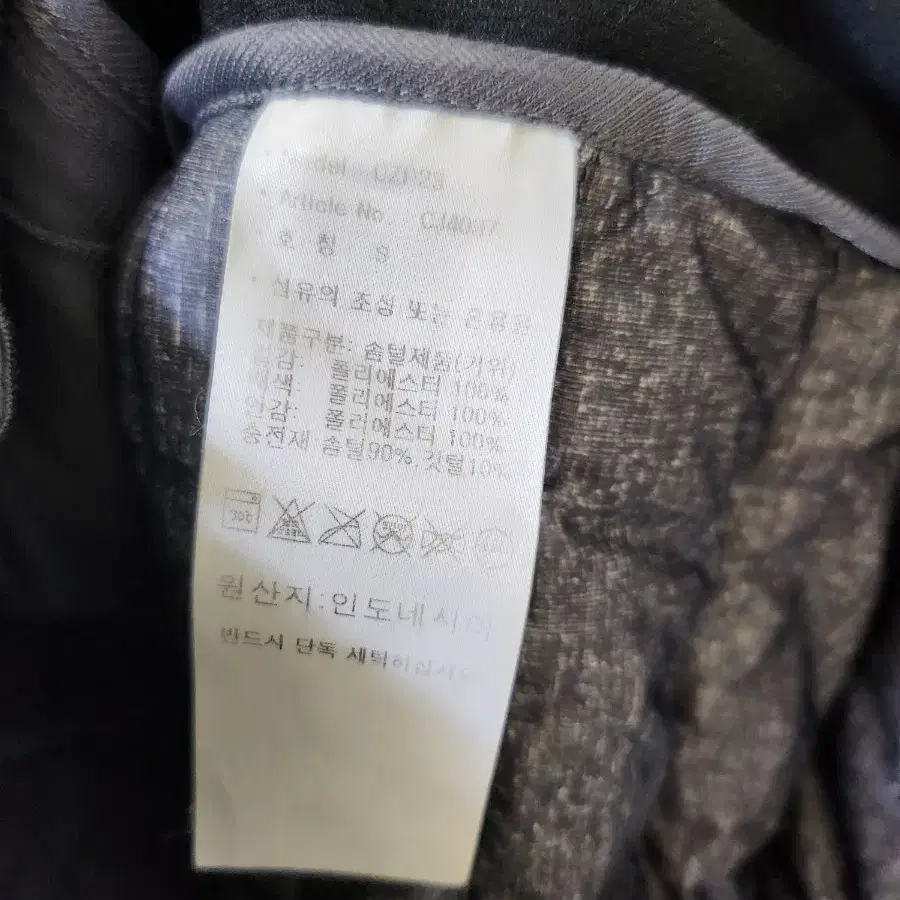 Model
Article No. : CJ40
호 칭 S
섬유의 조성 또는 혼용율
제품구분: 솜털제품(거위)
겉감: 폴리에스터 100%
배색: 폴리에스터 100%
안감: 폴리에스터 100%
충전재 솜털90%, 깃털10%
원산지:인도네시아
반드시 단독 세탁하십시오